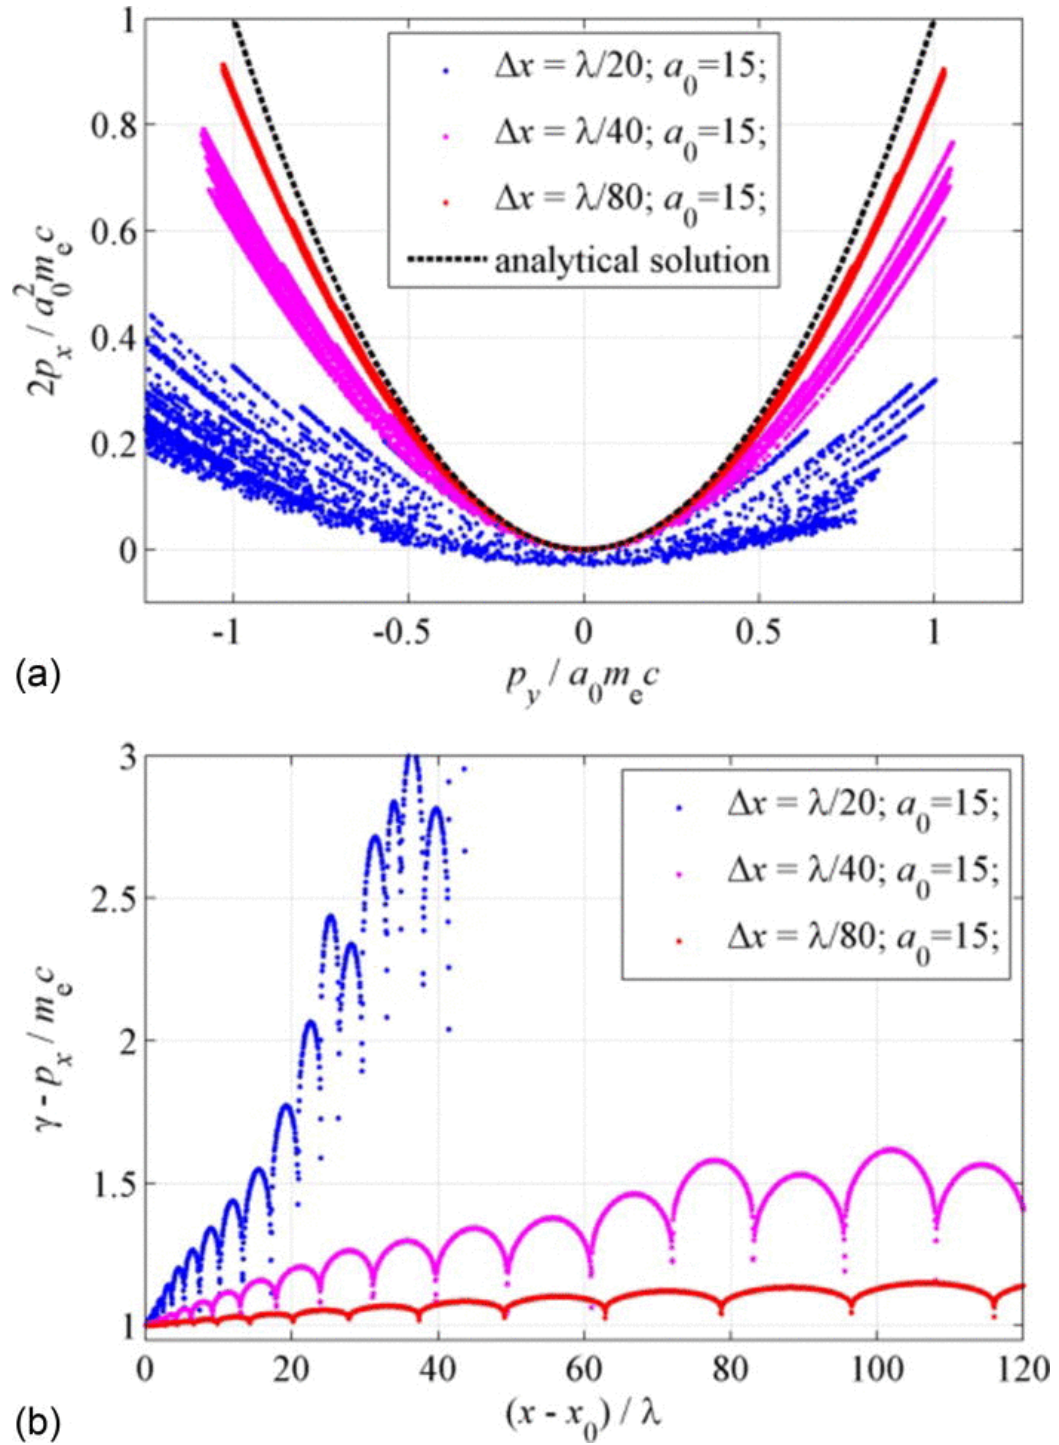 1
0.8
0.6
0.4
0.2
0
2pₓ / a₀²mₑc
Δx = λ/20; a₀=15;
Δx = λ/40; a₀=15;
Δx = λ/80; a₀=15;
analytical solution
-1 -0.5 0 0.5 1
(a)
p_y / a₀mₑc
3
2.5
2
1.5
1
γ - pₓ / mₑc
Δx = λ/20; a₀=15;
Δx = λ/40; a₀=15;
Δx = λ/80; a₀=15;
0 20 40 60 80 100 120
(b)
(x - x₀) / λ